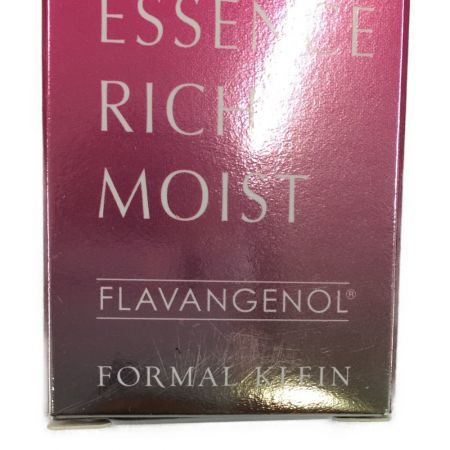 ESSENCE
RICH
MOIST
FLAVANGENOL®
FORMAL KLEIN